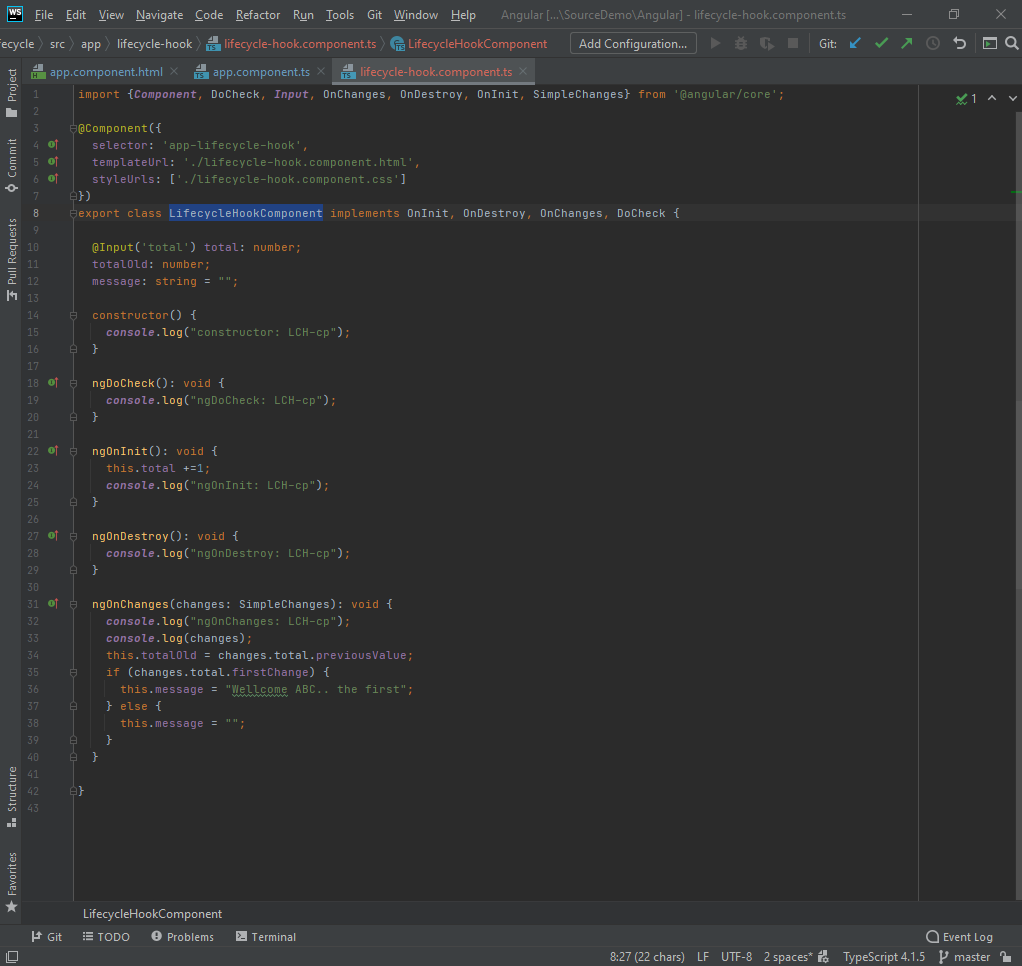 WS File Edit View Navigate Code Refactor Run Tools Git Window Help Angular [...\SourceDemo\Angular] - lifecycle-hook.component.ts
ecycle src app lifecycle-hook lifecycle-hook.component.ts LifecycleHookComponent Add Configuration... Git:
app.component.html app.component.ts lifecycle-hook.component.ts
Project
Commit
Pull Requests
Structure
Favorites
1 import {Component, DoCheck, Input, OnChanges, OnDestroy, OnInit, SimpleChanges} from '@angular/core'; 1
2
3 @Component({
4 selector: 'app-lifecycle-hook',
5 templateUrl: './lifecycle-hook.component.html',
6 styleUrls: ['./lifecycle-hook.component.css']
7 })
8 export class LifecycleHookComponent implements OnInit, OnDestroy, OnChanges, DoCheck {
9
10 @Input('total') total: number;
11 totalOld: number;
12 message: string = "";
13
14 constructor() {
15 console.log("constructor: LCH-cp");
16 }
17
18 ngDoCheck(): void {
19 console.log("ngDoCheck: LCH-cp");
20 }
21
22 ngOnInit(): void {
23 this.total +=1;
24 console.log("ngOnInit: LCH-cp");
25 }
26
27 ngOnDestroy(): void {
28 console.log("ngOnDestroy: LCH-cp");
29 }
30
31 ngOnChanges(changes: SimpleChanges): void {
32 console.log("ngOnChanges: LCH-cp");
33 console.log(changes);
34 this.totalOld = changes.total.previousValue;
35 if (changes.total.firstChange) {
36 this.message = "Wellcome ABC.. the first";
37 } else {
38 this.message = "";
39 }
40 }
41
42 }
43
LifecycleHookComponent
Git TODO Problems Terminal Event Log
8:27 (22 chars) LF UTF-8 2 spaces* TypeScript 4.1.5 master